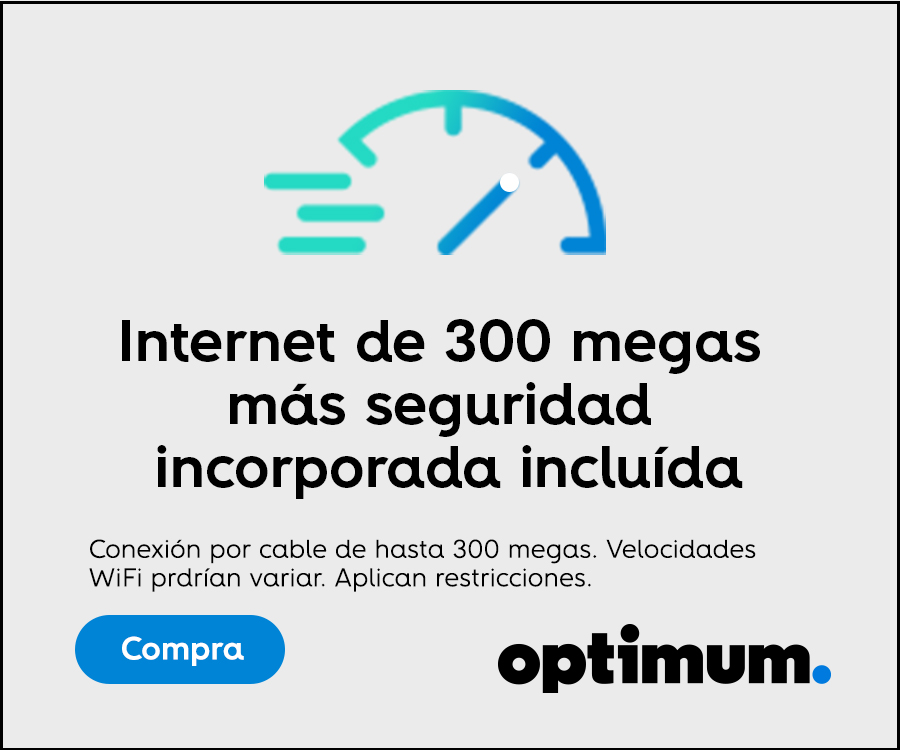 Internet de 300 megas
más seguridad
incorporada incluída
Conexión por cable de hasta 300 megas. Velocidades
WiFi prdrían variar. Aplican restricciones.
Compra
optimum.